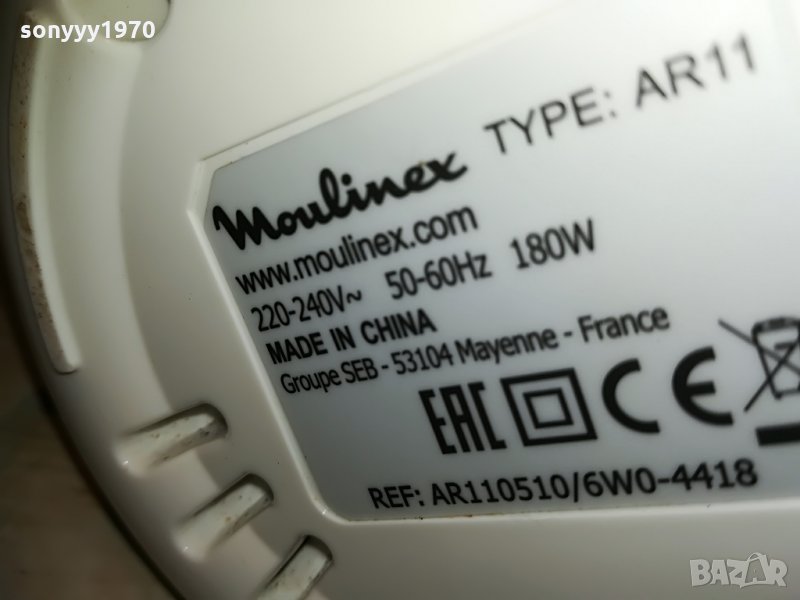 sonyyy1970
Moulinex TYPE: AR11
www.moulinex.com
220-240V~ 50-60Hz 180W
MADE IN CHINA
Groupe SEB - 53104 Mayenne - France
EAC CE
REF: AR110510/6W0-4418
BAZAR